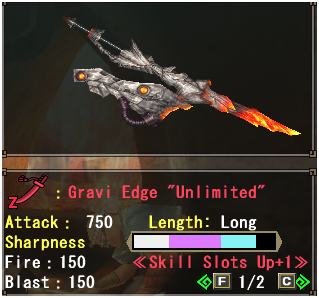 Z : Gravi Edge "Unlimited"
Attack : 750 Length: Long
Sharpness
Fire : 150 ≪Skill Slots Up+1≫
Blast : 150 F 1/2 C